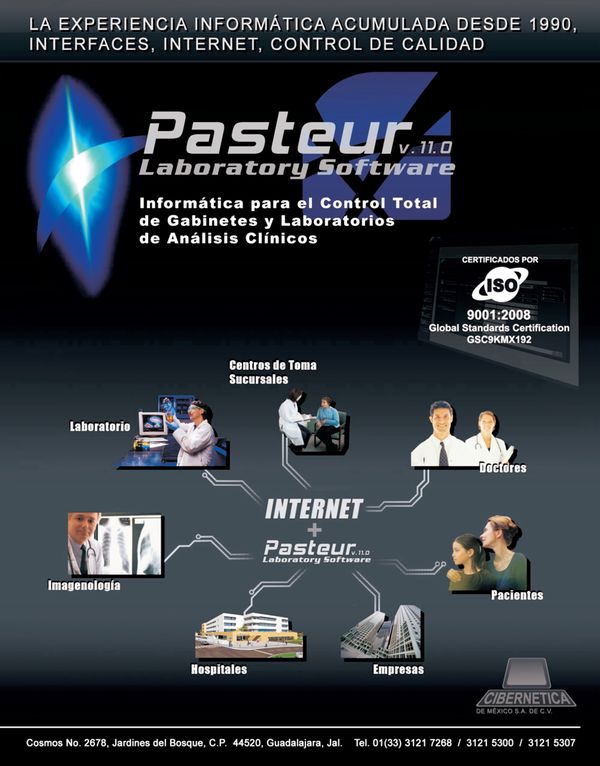 LA EXPERIENCIA INFORMÁTICA ACUMULADA DESDE 1990,
INTERFACES, INTERNET, CONTROL DE CALIDAD
Pasteur v.11.0
Laboratory Software
Informática para el Control Total
de Gabinetes y Laboratorios
de Análisis Clínicos
CERTIFICADOS POR
ISO
9001:2008
Global Standards Certification
GSC9KMX192
Centros de Toma
Sucursales
Laboratorio
Doctores
INTERNET
+
Pasteur v.11.0
Laboratory Software
Imagenología
Pacientes
Hospitales
Empresas
CIBERNETICA
DE MÉXICO S.A. DE C.V.
Cosmos No. 2678, Jardines del Bosque, C.P. 44520, Guadalajara, Jal. Tel. 01(33) 3121 7268 / 3121 5300 / 3121 5307